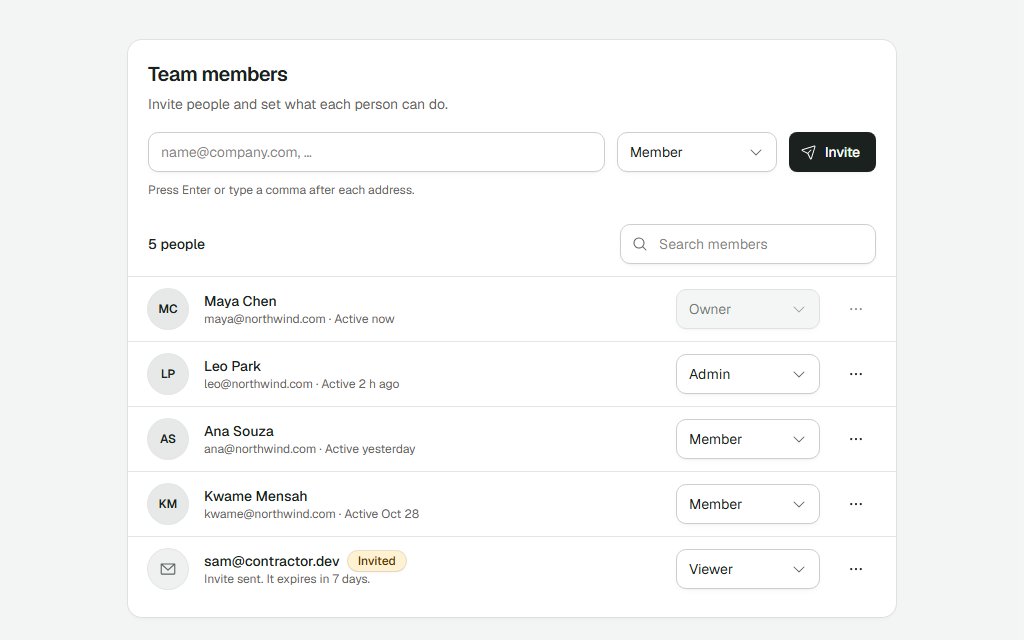 Team members
Invite people and set what each person can do.
name@company.com, ...
Member
Invite
Press Enter or type a comma after each address.
5 people
Search members
MC
Maya Chen
maya@northwind.com · Active now
Owner
LP
Leo Park
leo@northwind.com · Active 2 h ago
Admin
AS
Ana Souza
ana@northwind.com · Active yesterday
Member
KM
Kwame Mensah
kwame@northwind.com · Active Oct 28
Member
sam@contractor.dev Invited
Invite sent. It expires in 7 days.
Viewer